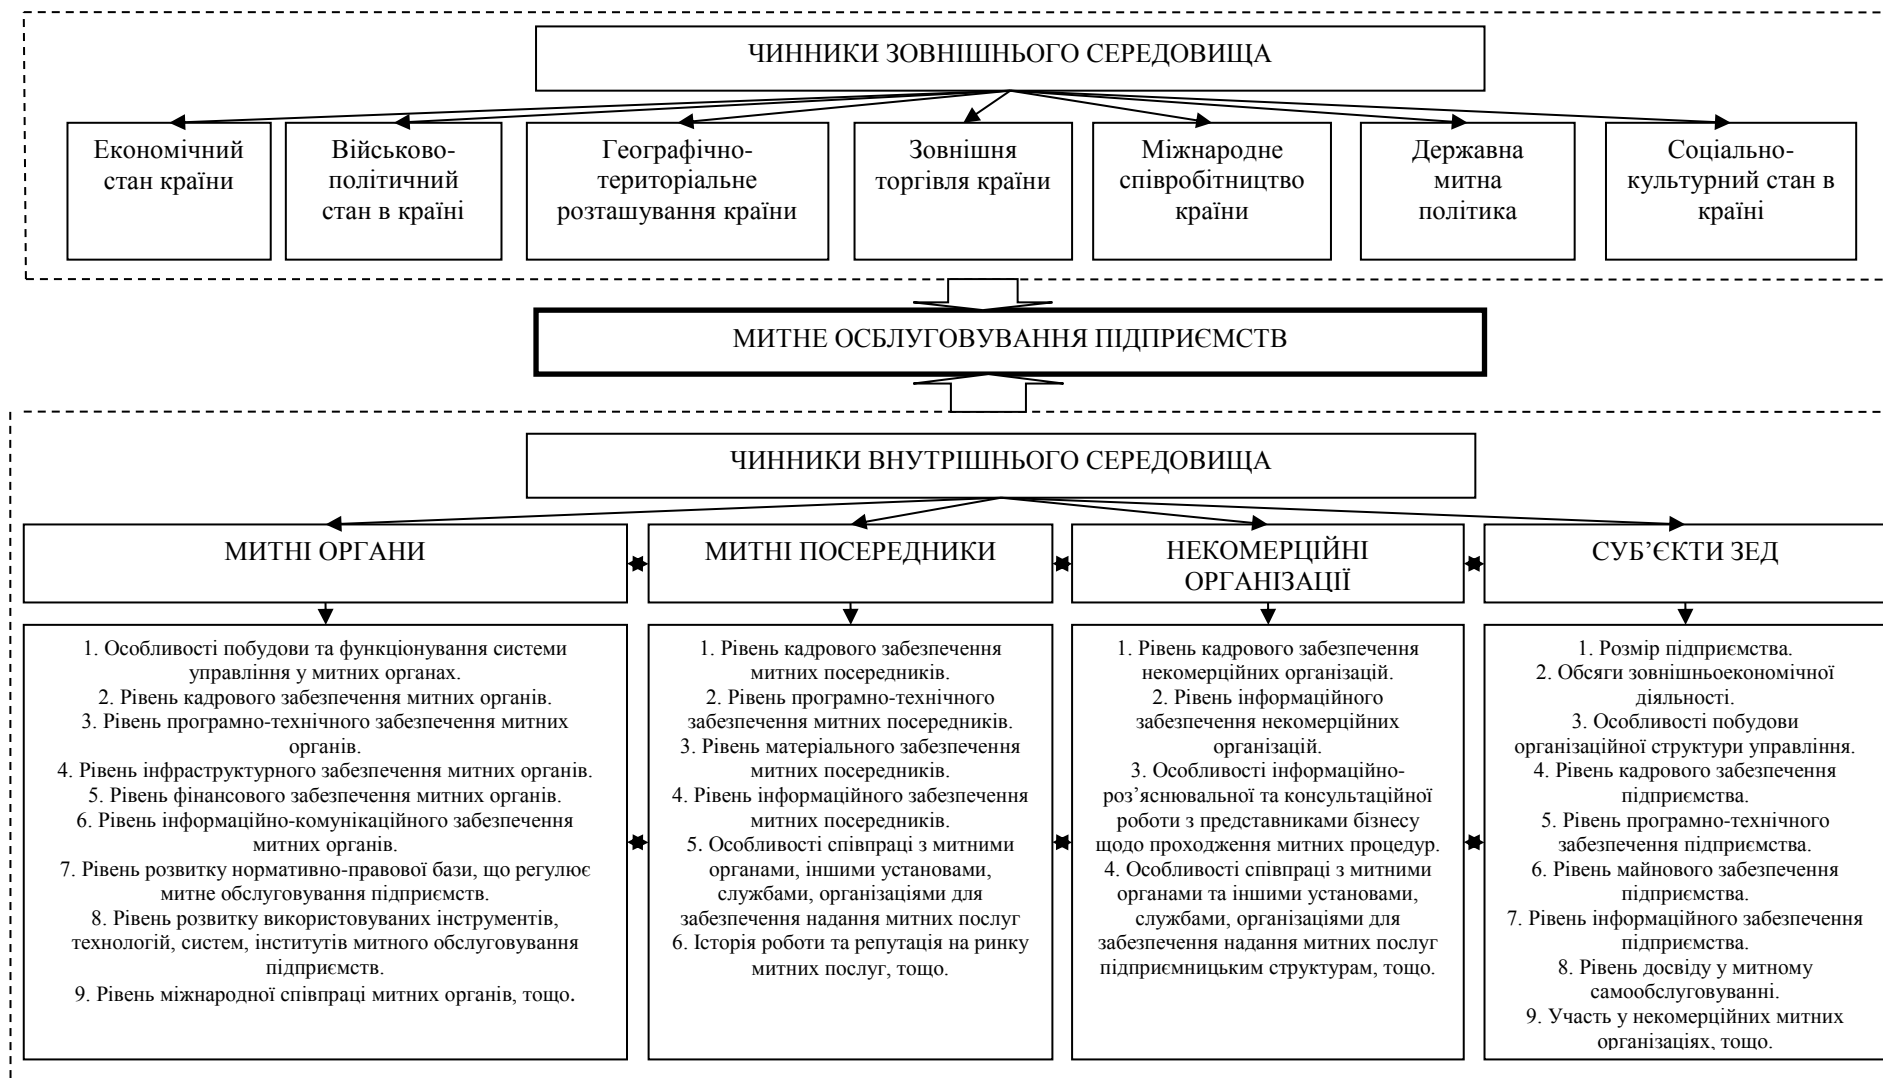 ЧИННИКИ ЗОВНІШНЬОГО СЕРЕДОВИЩА
Економічний
стан країни
Військово-
політичний
стан в країні
Географічно-
територіальне
розташування країни
Зовнішня
торгівля країни
Міжнародне
співробітництво
країни
Державна
митна
політика
Соціально-
культурний стан в
країні
МИТНЕ ОСБЛУГОВУВАННЯ ПІДПРИЄМСТВ
ЧИННИКИ ВНУТРІШНЬОГО СЕРЕДОВИЩА
МИТНІ ОРГАНИ
МИТНІ ПОСЕРЕДНИКИ
НЕКОМЕРЦІЙНІ
ОРГАНІЗАЦІЇ
СУБ’ЄКТИ ЗЕД
1. Особливості побудови та функціонування системи
управління у митних органах.
2. Рівень кадрового забезпечення митних органів.
3. Рівень програмно-технічного забезпечення митних
органів.
4. Рівень інфраструктурного забезпечення митних органів.
5. Рівень фінансового забезпечення митних органів.
6. Рівень інформаційно-комунікаційного забезпечення
митних органів.
7. Рівень розвитку нормативно-правової бази, що регулює
митне обслуговування підприємств.
8. Рівень розвитку використовуваних інструментів,
технологій, систем, інститутів митного обслуговування
підприємств.
9. Рівень міжнародної співпраці митних органів, тощо.
1. Рівень кадрового забезпечення
митних посередників.
2. Рівень програмно-технічного
забезпечення митних посередників.
3. Рівень матеріального забезпечення
митних посередників.
4. Рівень інформаційного забезпечення
митних посередників.
5. Особливості співпраці з митними
органами, іншими установами,
службами, організаціями для
забезпечення надання митних послуг
6. Історія роботи та репутація на ринку
митних послуг, тощо.
1. Рівень кадрового забезпечення
некомерційних організацій.
2. Рівень інформаційного
забезпечення некомерційних
організацій.
3. Особливості інформаційно-
роз’яснювальної та консультаційної
роботи з представниками бізнесу
щодо проходження митних процедур.
4. Особливості співпраці з митними
органами та іншими установами,
службами, організаціями для
забезпечення надання митних послуг
підприємницьким структурам, тощо.
1. Розмір підприємства.
2. Обсяги зовнішньоекономічної
діяльності.
3. Особливості побудови
організаційної структури управління.
4. Рівень кадрового забезпечення
підприємства.
5. Рівень програмно-технічного
забезпечення підприємства.
6. Рівень майнового забезпечення
підприємства.
7. Рівень інформаційного забезпечення
підприємства.
8. Рівень досвіду у митному
самообслуговуванні.
9. Участь у некомерційних митних
організаціях, тощо.